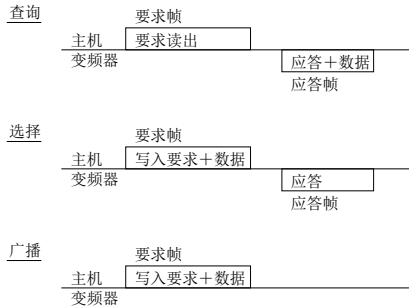 查询
要求帧
主机 要求读出
变频器 应答＋数据
应答帧
选择
要求帧
主机 写入要求＋数据
变频器 应答
应答帧
广播
要求帧
主机 写入要求＋数据
变频器